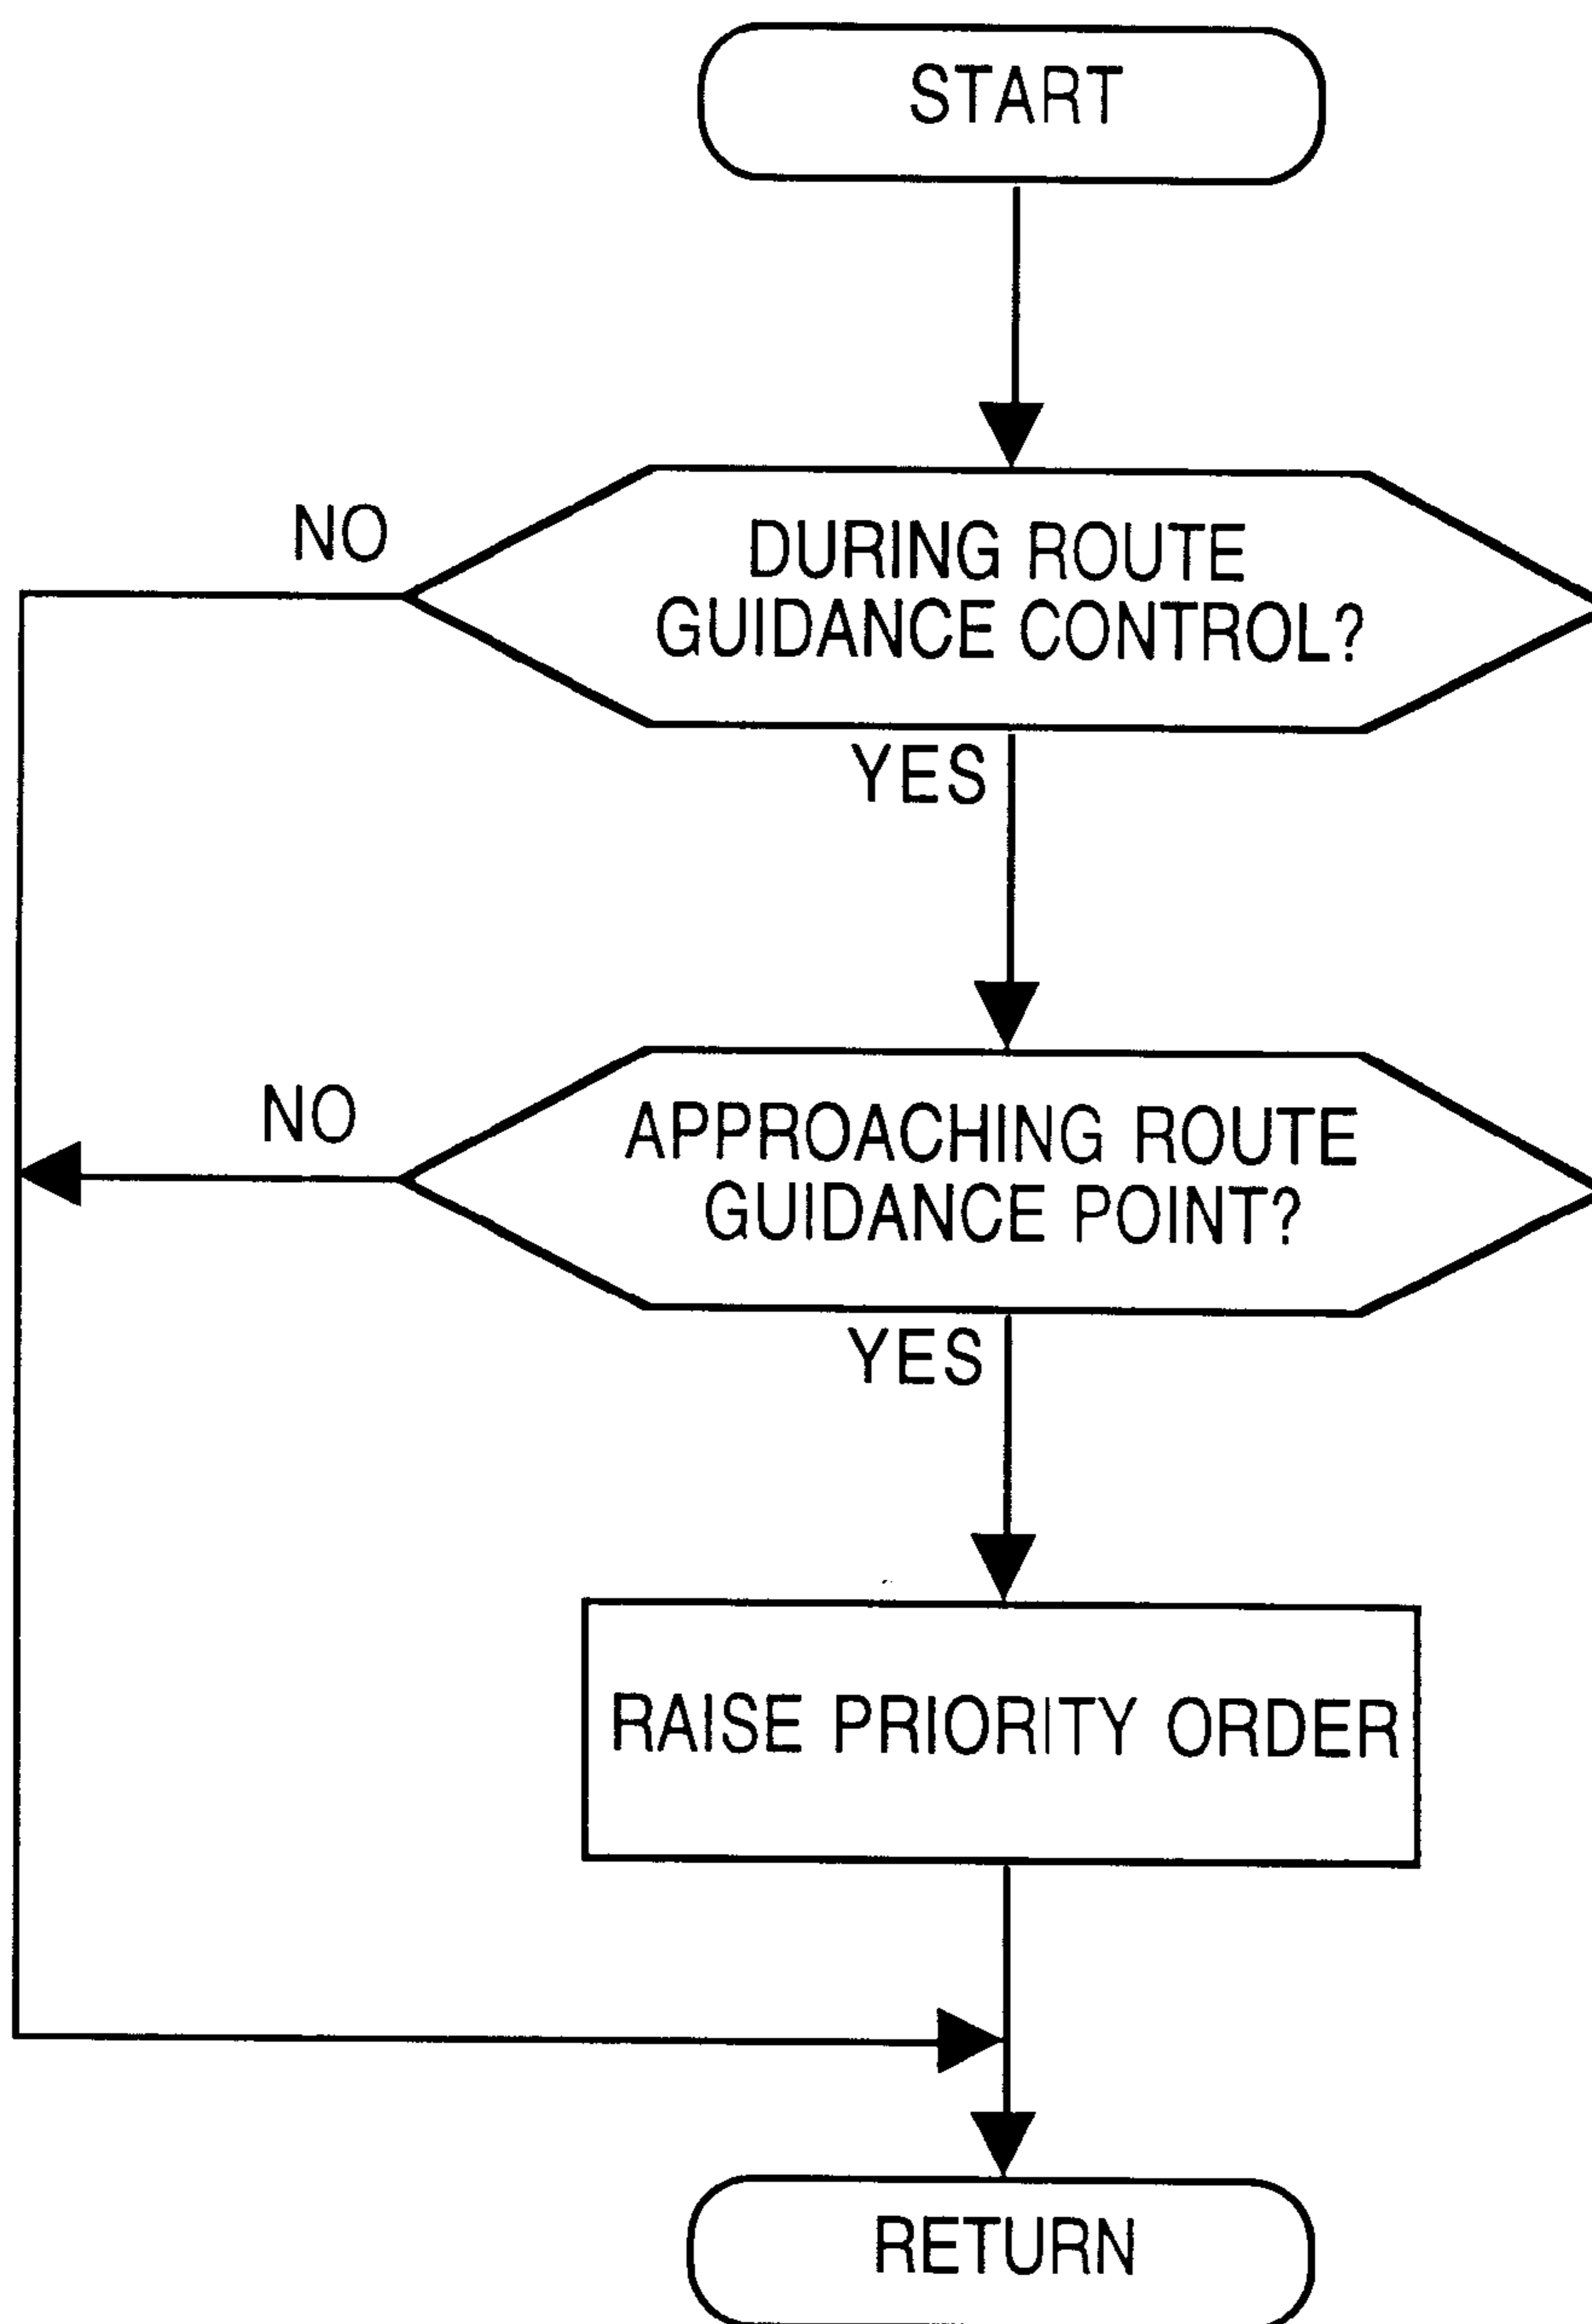 START
NO
DURING ROUTE
GUIDANCE CONTROL?
YES
NO
APPROACHING ROUTE
GUIDANCE POINT?
YES
RAISE PRIORITY ORDER
RETURN